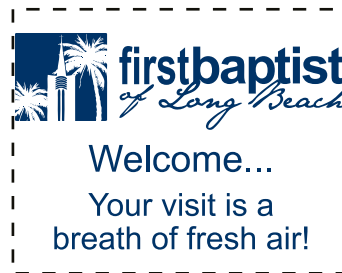 firstbaptist
of Long Beach
Welcome...
Your visit is a
breath of fresh air!